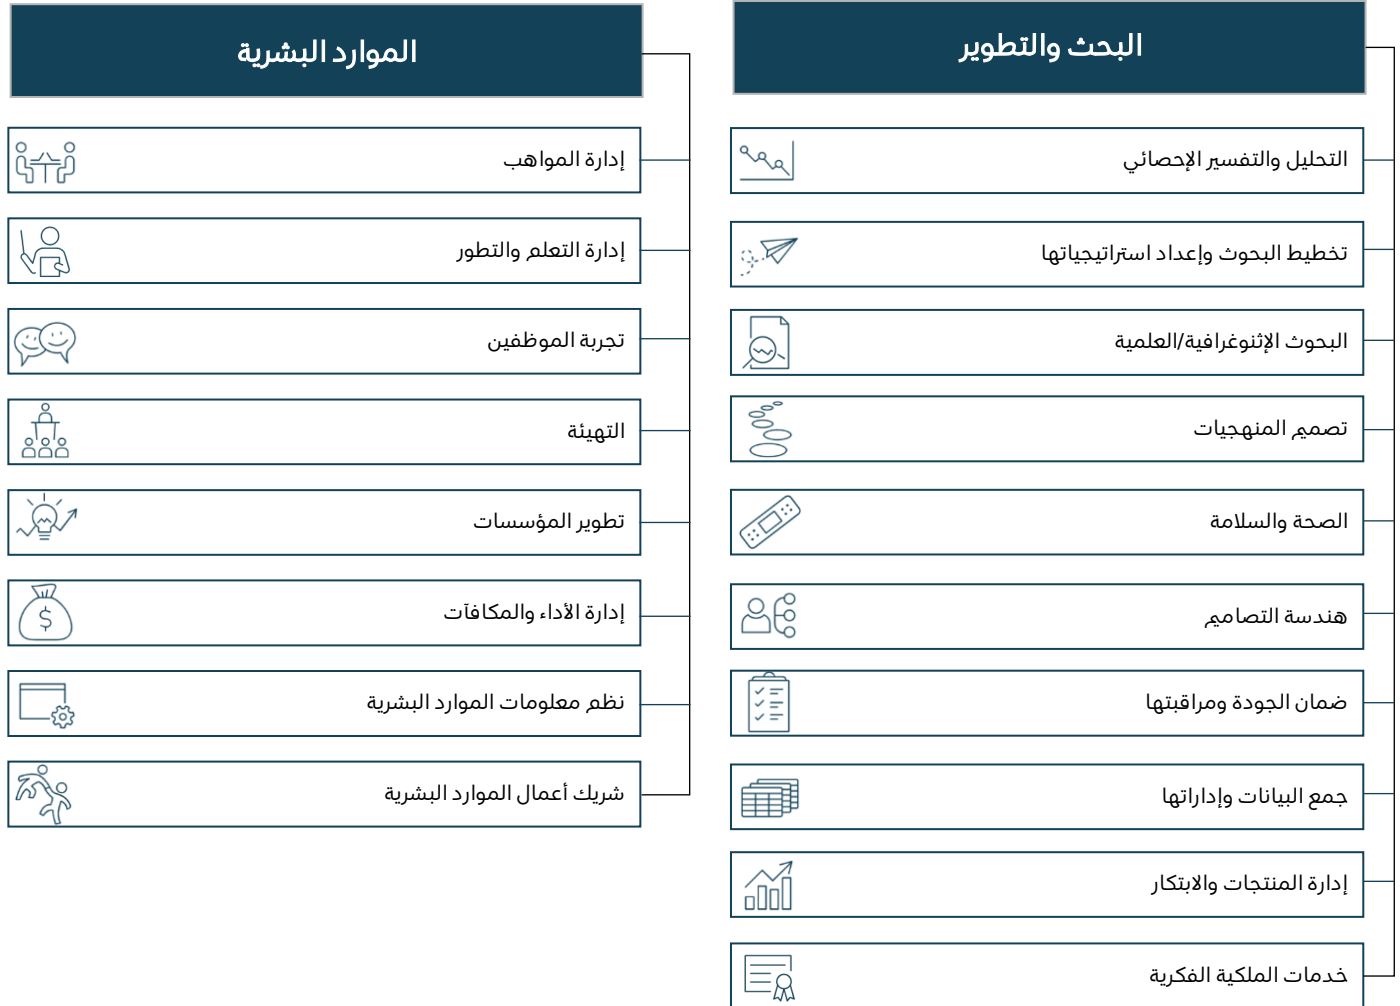 البحث والتطوير
التحليل والتفسير الإحصائي
تخطيط البحوث وإعداد استراتيجياتها
البحوث الإثنوغرافية/العلمية
تصميم المنهجيات
الصحة والسلامة
هندسة التصاميم
ضمان الجودة ومراقبتها
جمع البيانات وإداراتها
إدارة المنتجات والابتكار
خدمات الملكية الفكرية
الموارد البشرية
إدارة المواهب
إدارة التعلم والتطور
تجربة الموظفين
التهيئة
تطوير المؤسسات
إدارة الأداء والمكافآت
نظم معلومات الموارد البشرية
شريك أعمال الموارد البشرية